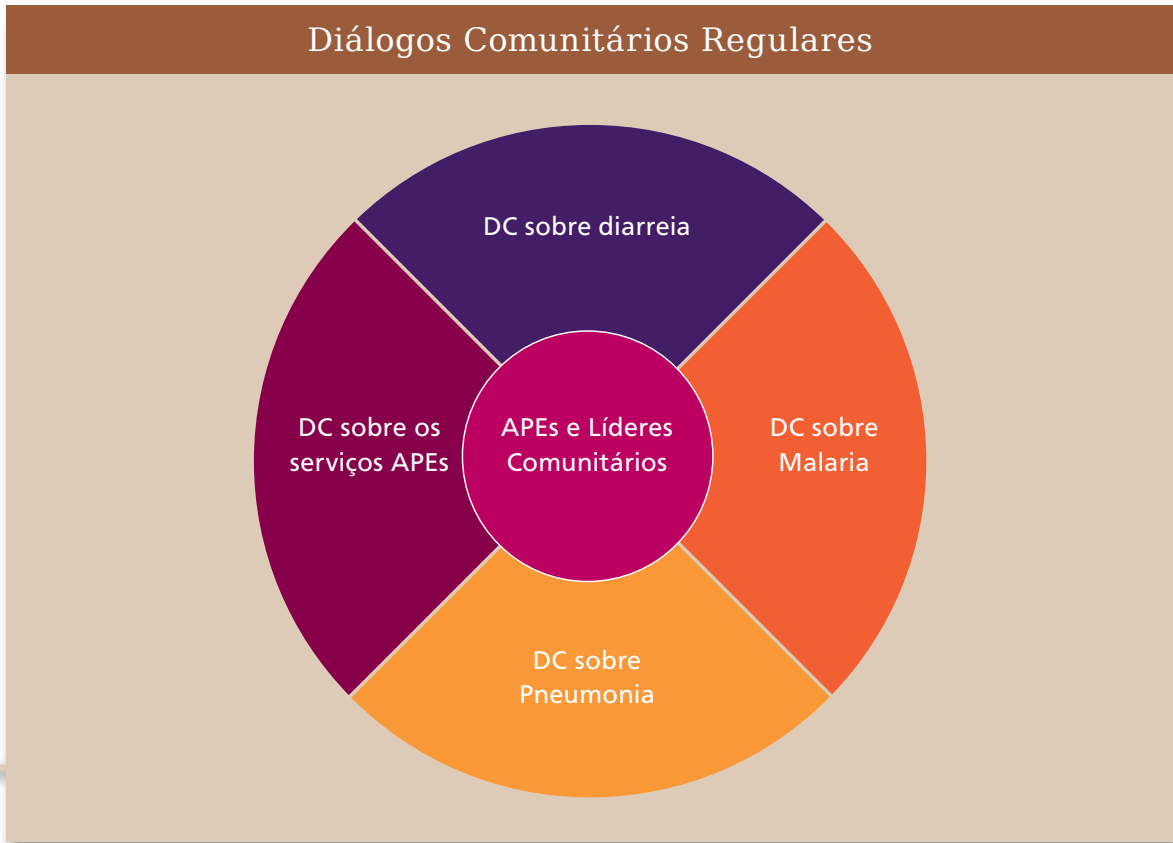 Diálogos Comunitários Regulares
DC sobre diarreia
DC sobre os
serviços APEs
APEs e Líderes
Comunitários
DC sobre
Malaria
DC sobre
Pneumonia